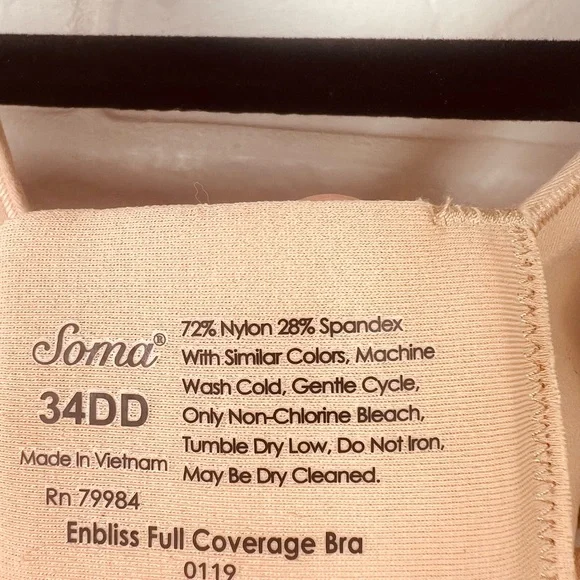 Soma®
34DD
Made In Vietnam
Rn 79984
72% Nylon 28% Spandex
With Similar Colors, Machine
Wash Cold, Gentle Cycle,
Only Non-Chlorine Bleach,
Tumble Dry Low, Do Not Iron,
May Be Dry Cleaned.
Enbliss Full Coverage Bra
0119